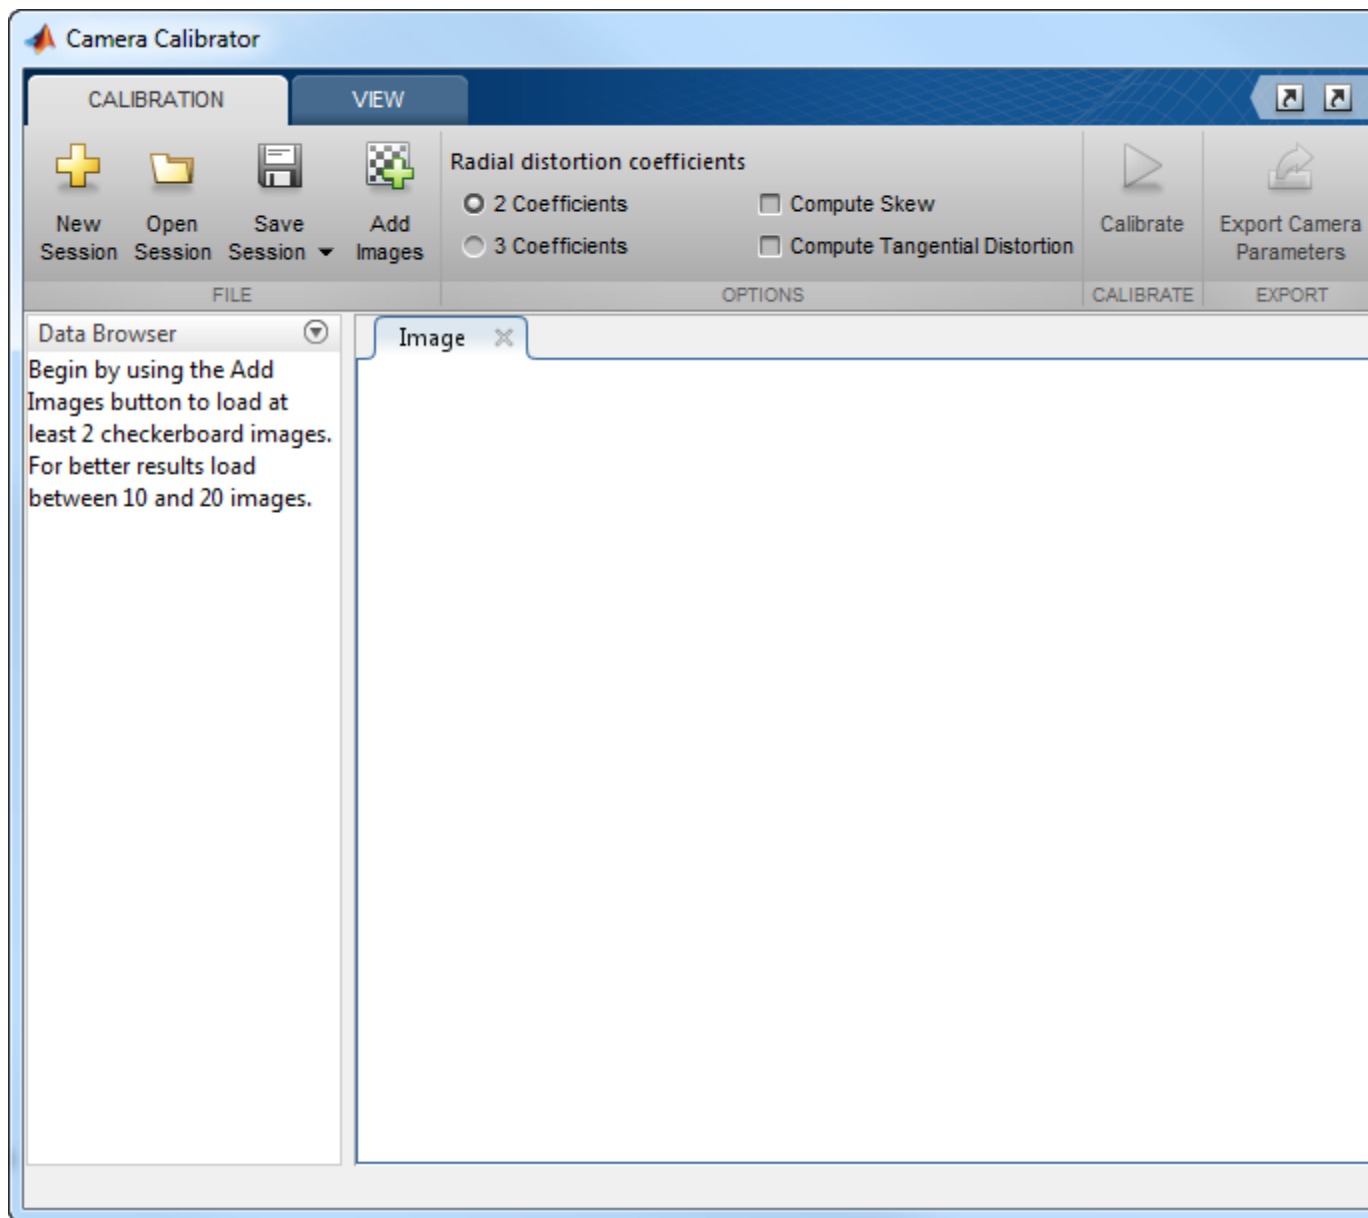 Camera Calibrator
CALIBRATION
VIEW
New Session
Open Session
Save Session
Add Images
Radial distortion coefficients
2 Coefficients
3 Coefficients
Compute Skew
Compute Tangential Distortion
Calibrate
Export Camera Parameters
FILE
OPTIONS
CALIBRATE
EXPORT
Data Browser
Begin by using the Add
Images button to load at
least 2 checkerboard images.
For better results load
between 10 and 20 images.
Image